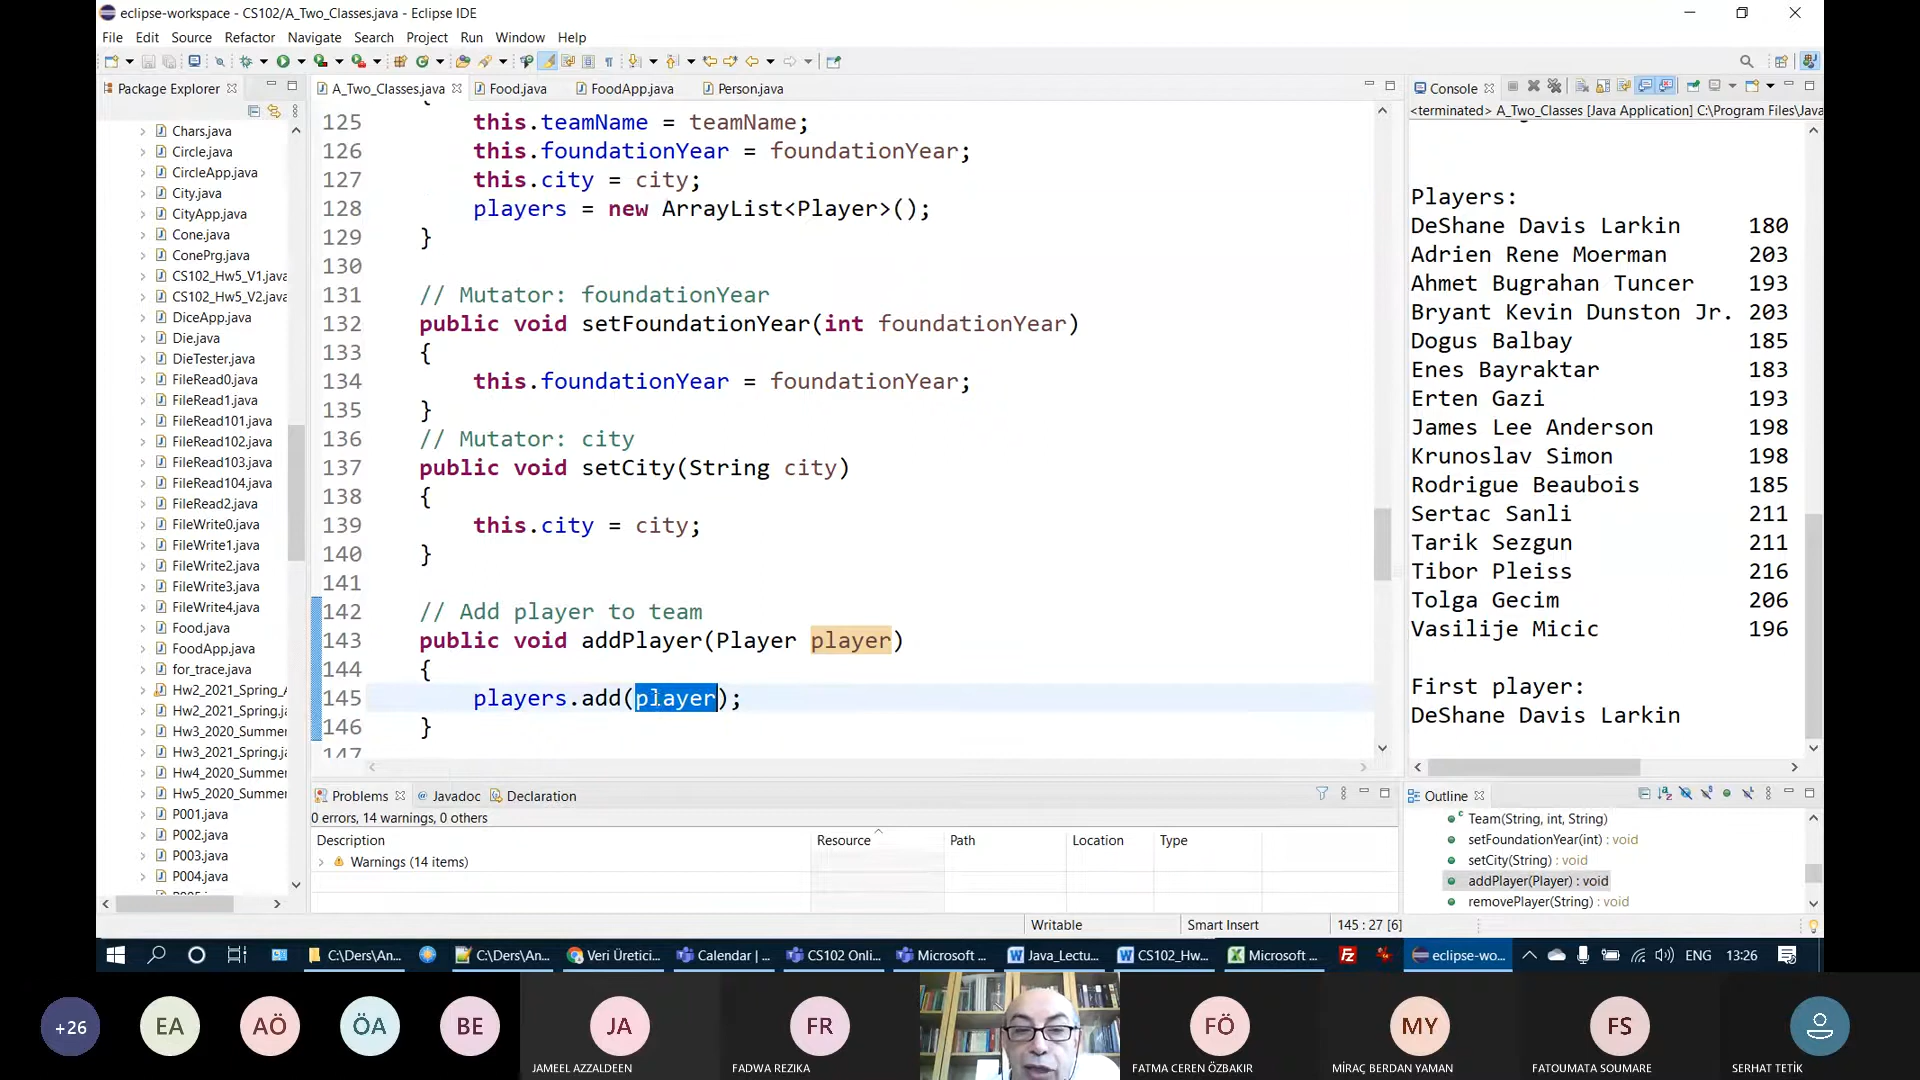 eclipse-workspace - CS102/A_Two_Classes.java - Eclipse IDE
File Edit Source Refactor Navigate Search Project Run Window Help
Package Explorer
Chars.java
Circle.java
CircleApp.java
City.java
CityApp.java
Cone.java
ConePrg.java
CS102_Hw5_V1.java
CS102_Hw5_V2.java
DiceApp.java
Die.java
DieTester.java
FileRead0.java
FileRead1.java
FileRead101.java
FileRead102.java
FileRead103.java
FileRead104.java
FileRead2.java
FileWrite0.java
FileWrite1.java
FileWrite2.java
FileWrite3.java
FileWrite4.java
Food.java
FoodApp.java
for_trace.java
Hw2_2021_Spring_A
Hw2_2021_Spring.ja
Hw3_2020_Summer
Hw3_2021_Spring.ja
Hw4_2020_Summer
Hw5_2020_Summer
P001.java
P002.java
P003.java
P004.java
A_Two_Classes.java Food.java FoodApp.java Person.java
{
125 this.teamName = teamName;
126 this.foundationYear = foundationYear;
127 this.city = city;
128 players = new ArrayList<Player>();
129 }
130
131 // Mutator: foundationYear
132 public void setFoundationYear(int foundationYear)
133 {
134 this.foundationYear = foundationYear;
135 }
136 // Mutator: city
137 public void setCity(String city)
138 {
139 this.city = city;
140 }
141
142 // Add player to team
143 public void addPlayer(Player player)
144 {
145 players.add(player);
146 }
147
Console
<terminated> A_Two_Classes [Java Application] C:\Program Files\Java
Players:
DeShane Davis Larkin 180
Adrien Rene Moerman 203
Ahmet Bugrahan Tuncer 193
Bryant Kevin Dunston Jr. 203
Dogus Balbay 185
Enes Bayraktar 183
Erten Gazi 193
James Lee Anderson 198
Krunoslav Simon 198
Rodrigue Beaubois 185
Sertac Sanli 211
Tarik Sezgun 211
Tibor Pleiss 216
Tolga Gecim 206
Vasilije Micic 196
First player:
DeShane Davis Larkin
Problems @ Javadoc Declaration
0 errors, 14 warnings, 0 others
Description Resource Path Location Type
Warnings (14 items)
Outline
Team(String, int, String)
setFoundationYear(int) : void
setCity(String) : void
addPlayer(Player) : void
removePlayer(String) : void
Writable Smart Insert 145 : 27 [6]
C:\Ders\An... C:\Ders\An... Veri Üretici... Calendar | ... CS102 Onli... Microsoft ... Java_Lectu... CS102_Hw... Microsoft ... eclipse-wo... ENG 13:26
+26 EA AÖ ÖA BE JA FR FÖ MY FS
JAMEEL AZZALDEEN FADWA REZIKA FATMA CEREN ÖZBAKIR MİRAÇ BERDAN YAMAN FATOUMATA SOUMARE SERHAT TETİK